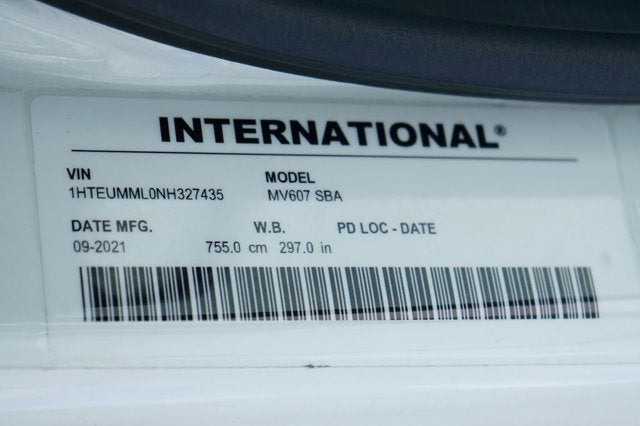 INTERNATIONAL®
VIN MODEL
1HTEUMML0NH327435 MV607 SBA
DATE MFG. W.B. PD LOC - DATE
09-2021 755.0 cm 297.0 in